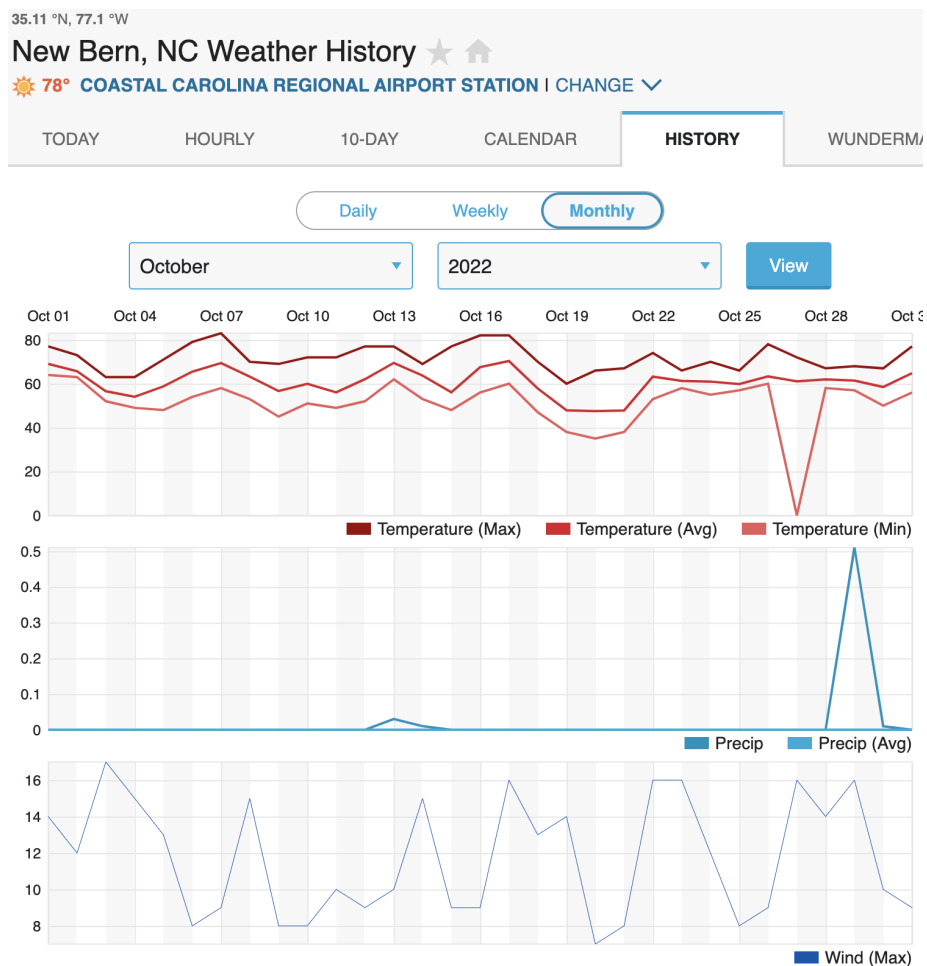 35.11 °N, 77.1 °W
New Bern, NC Weather History
78° COASTAL CAROLINA REGIONAL AIRPORT STATION | CHANGE
TODAY HOURLY 10-DAY CALENDAR HISTORY WUNDERMA
Daily Weekly Monthly
October 2022 View
Oct 01 Oct 04 Oct 07 Oct 10 Oct 13 Oct 16 Oct 19 Oct 22 Oct 25 Oct 28 Oct 3
80
60
40
20
0
Temperature (Max) Temperature (Avg) Temperature (Min)
0.5
0.4
0.3
0.2
0.1
0
Precip Precip (Avg)
16
14
12
10
8
Wind (Max)